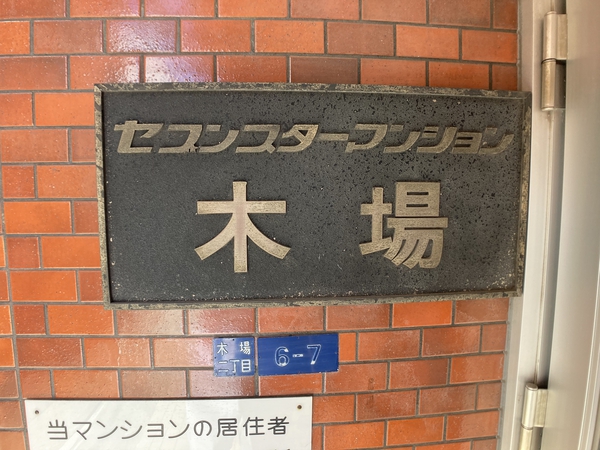 セブンスターマンション
木場
木場
二丁目
6-7
当マンションの居住者